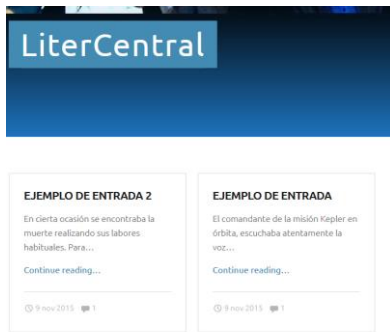 LiterCentral
EJEMPLO DE ENTRADA 2
En cierta ocasión se encontraba la
muerte realizando sus labores
habituales. Para…
Continue reading…
9 nov 2015 1
EJEMPLO DE ENTRADA
El comandante de la misión Kepler en
órbita, escuchaba atentamente la
voz…
Continue reading…
9 nov 2015 1